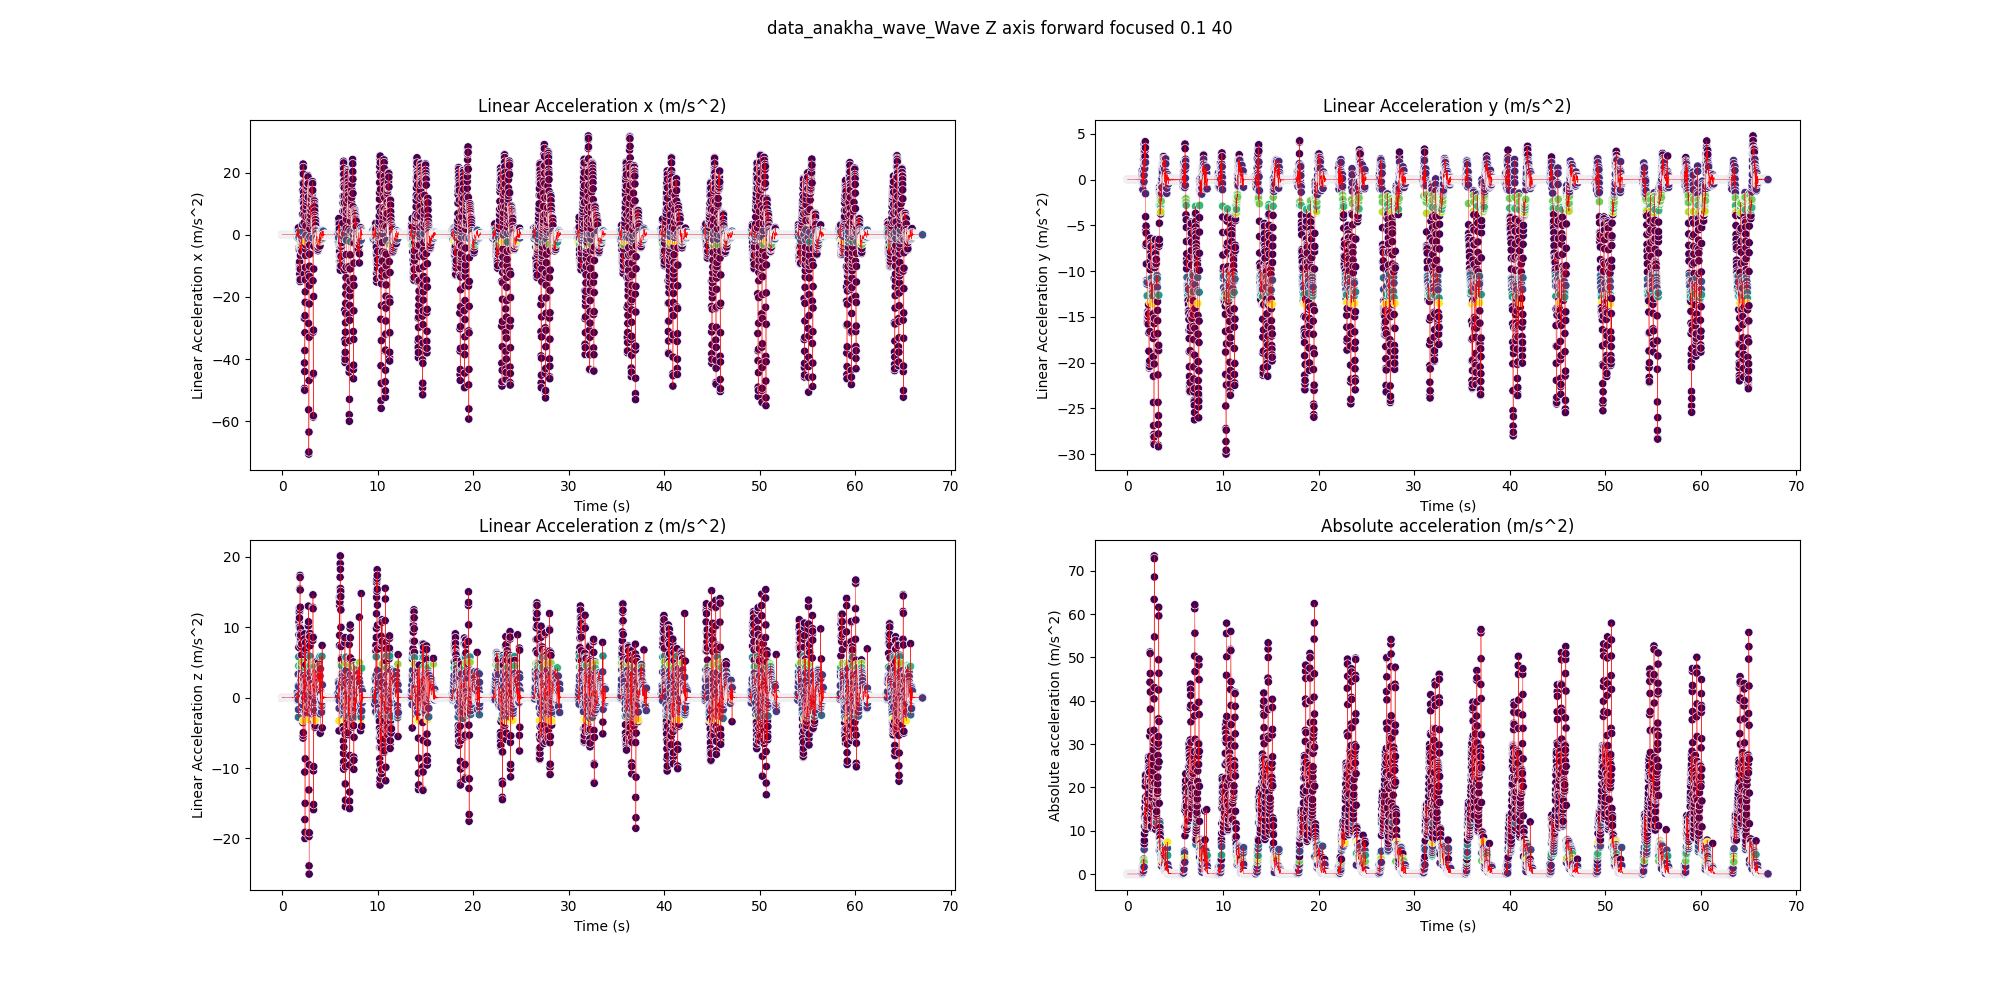 data_anakha_wave_Wave Z axis forward focused 0.1 40
Linear Acceleration x (m/s^2)
Linear Acceleration x (m/s^2)
20
0
−20
−40
−60
0 10 20 30 40 50 60 70
Time (s)
Linear Acceleration y (m/s^2)
Linear Acceleration y (m/s^2)
5
0
−5
−10
−15
−20
−25
−30
0 10 20 30 40 50 60 70
Time (s)
Linear Acceleration z (m/s^2)
Linear Acceleration z (m/s^2)
20
10
0
−10
−20
0 10 20 30 40 50 60 70
Time (s)
Absolute acceleration (m/s^2)
Absolute acceleration (m/s^2)
70
60
50
40
30
20
10
0
0 10 20 30 40 50 60 70
Time (s)